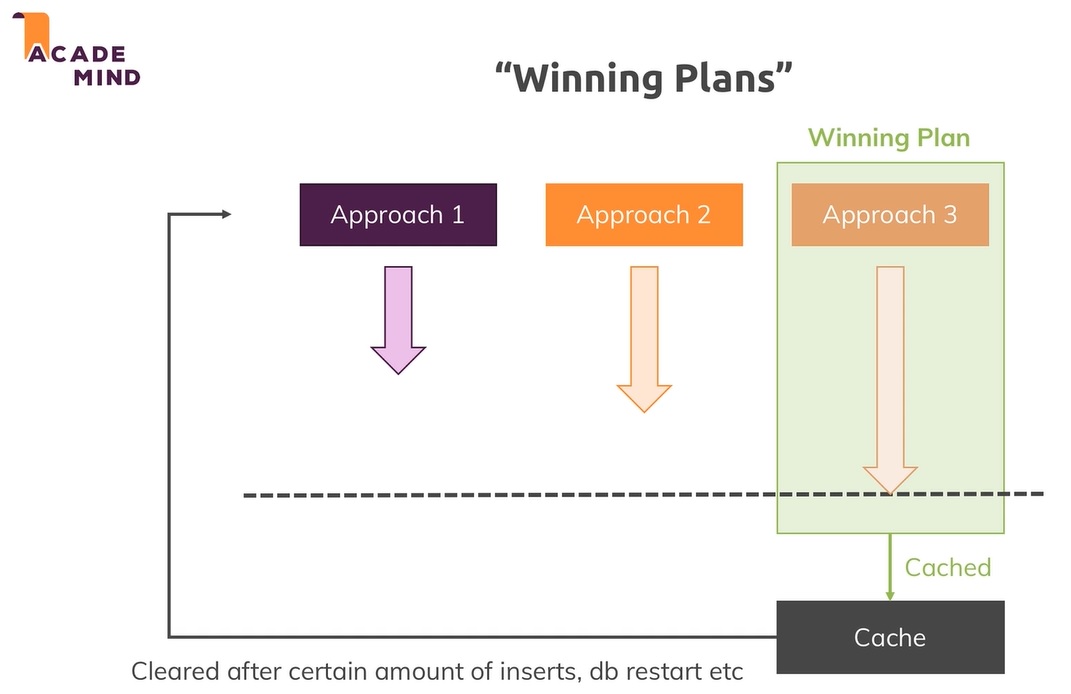 ACADE
MIND
“Winning Plans”
Winning Plan
Approach 1
Approach 2
Approach 3
Cached
Cache
Cleared after certain amount of inserts, db restart etc